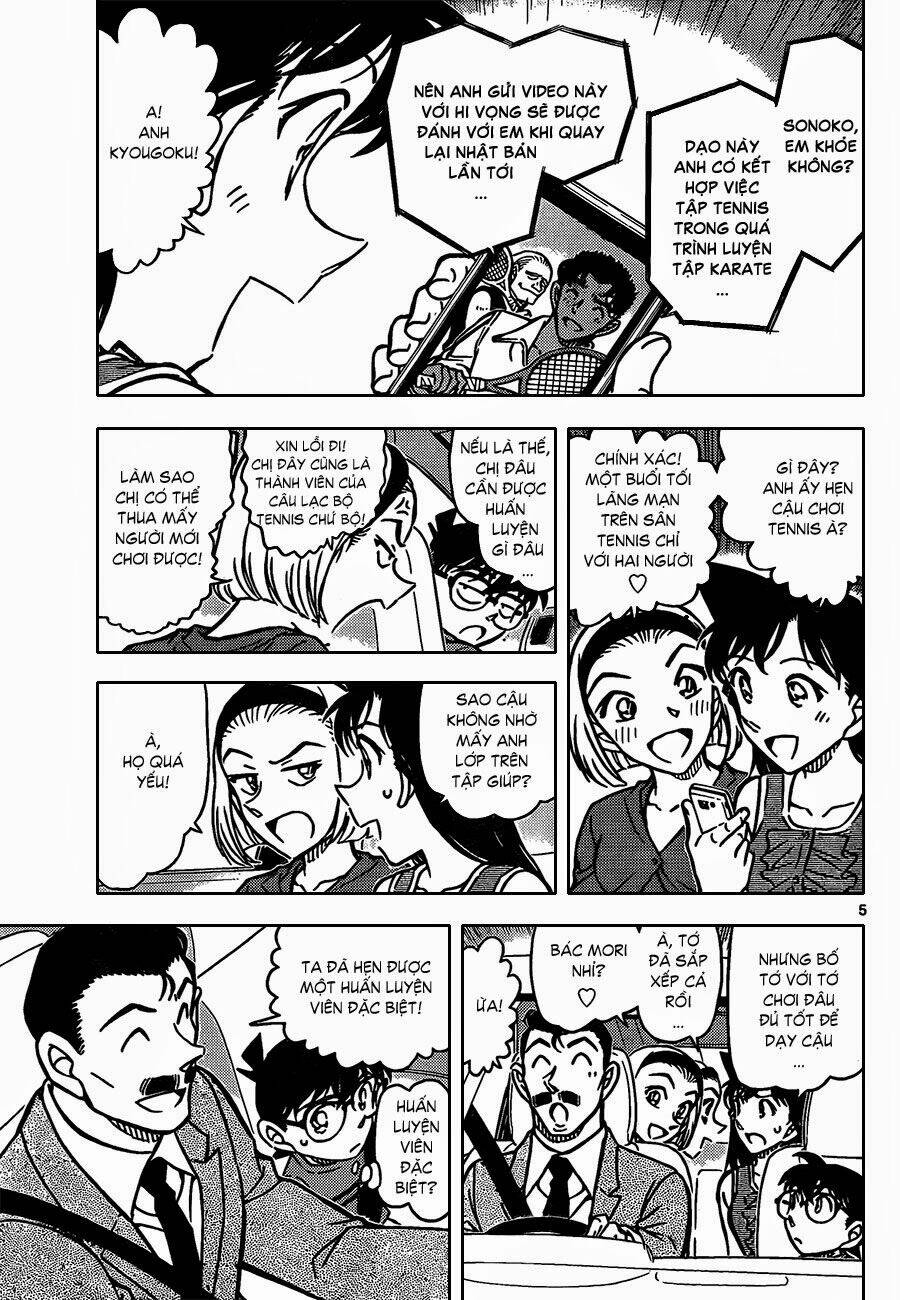 SONOKO,
EM KHỎE
KHÔNG?
DẠO NÀY
ANH CÓ KẾT
HỢP VIỆC
TẬP TENNIS
TRONG QUÁ
TRÌNH LUYỆN
TẬP KARATE
...
NÊN ANH GỬI VIDEO NÀY
VỚI HI VỌNG SẼ ĐƯỢC
ĐÁNH VỚI EM KHI QUAY
LẠI NHẬT BẢN
LẦN TỚI
...
A!
ANH
KYOUGOKU!
GÌ ĐÂY?
ANH ẤY HẸN
CẬU CHƠI
TENNIS À?
CHÍNH XÁC!
MỘT BUỔI TỐI
LÃNG MẠN
TRÊN SÂN
TENNIS CHỈ
VỚI HAI NGƯỜI
♡
NẾU LÀ THẾ,
CHỊ ĐÂU
CẦN ĐƯỢC
HUẤN
LUYỆN
GÌ ĐÂU
...
XIN LỖI ĐI!
CHỊ ĐÂY CŨNG LÀ
THÀNH VIÊN CỦA
CÂU LẠC BỘ
TENNIS CHỨ BỘ!
LÀM SAO
CHỊ CÓ THỂ
THUA MẤY
NGƯỜI MỚI
CHƠI ĐƯỢC!
SAO CẬU
KHÔNG NHỜ
MẤY ANH
LỚP TRÊN
TẬP GIÚP?
À,
HỌ QUÁ
YẾU!
5
NHƯNG BỐ
TỚ VỚI TỚ
CHƠI ĐÂU
ĐỦ TỐT ĐỂ
DẠY CẬU
À, TỚ
ĐÃ SẮP
XẾP CẢ
RỒI
...
BÁC MORI
NHỈ?
♡
ỪA!
TA ĐÃ HẸN ĐƯỢC
MỘT HUẤN LUYỆN
VIÊN ĐẶC BIỆT!
HUẤN
LUYỆN
VIÊN
ĐẶC
BIỆT?